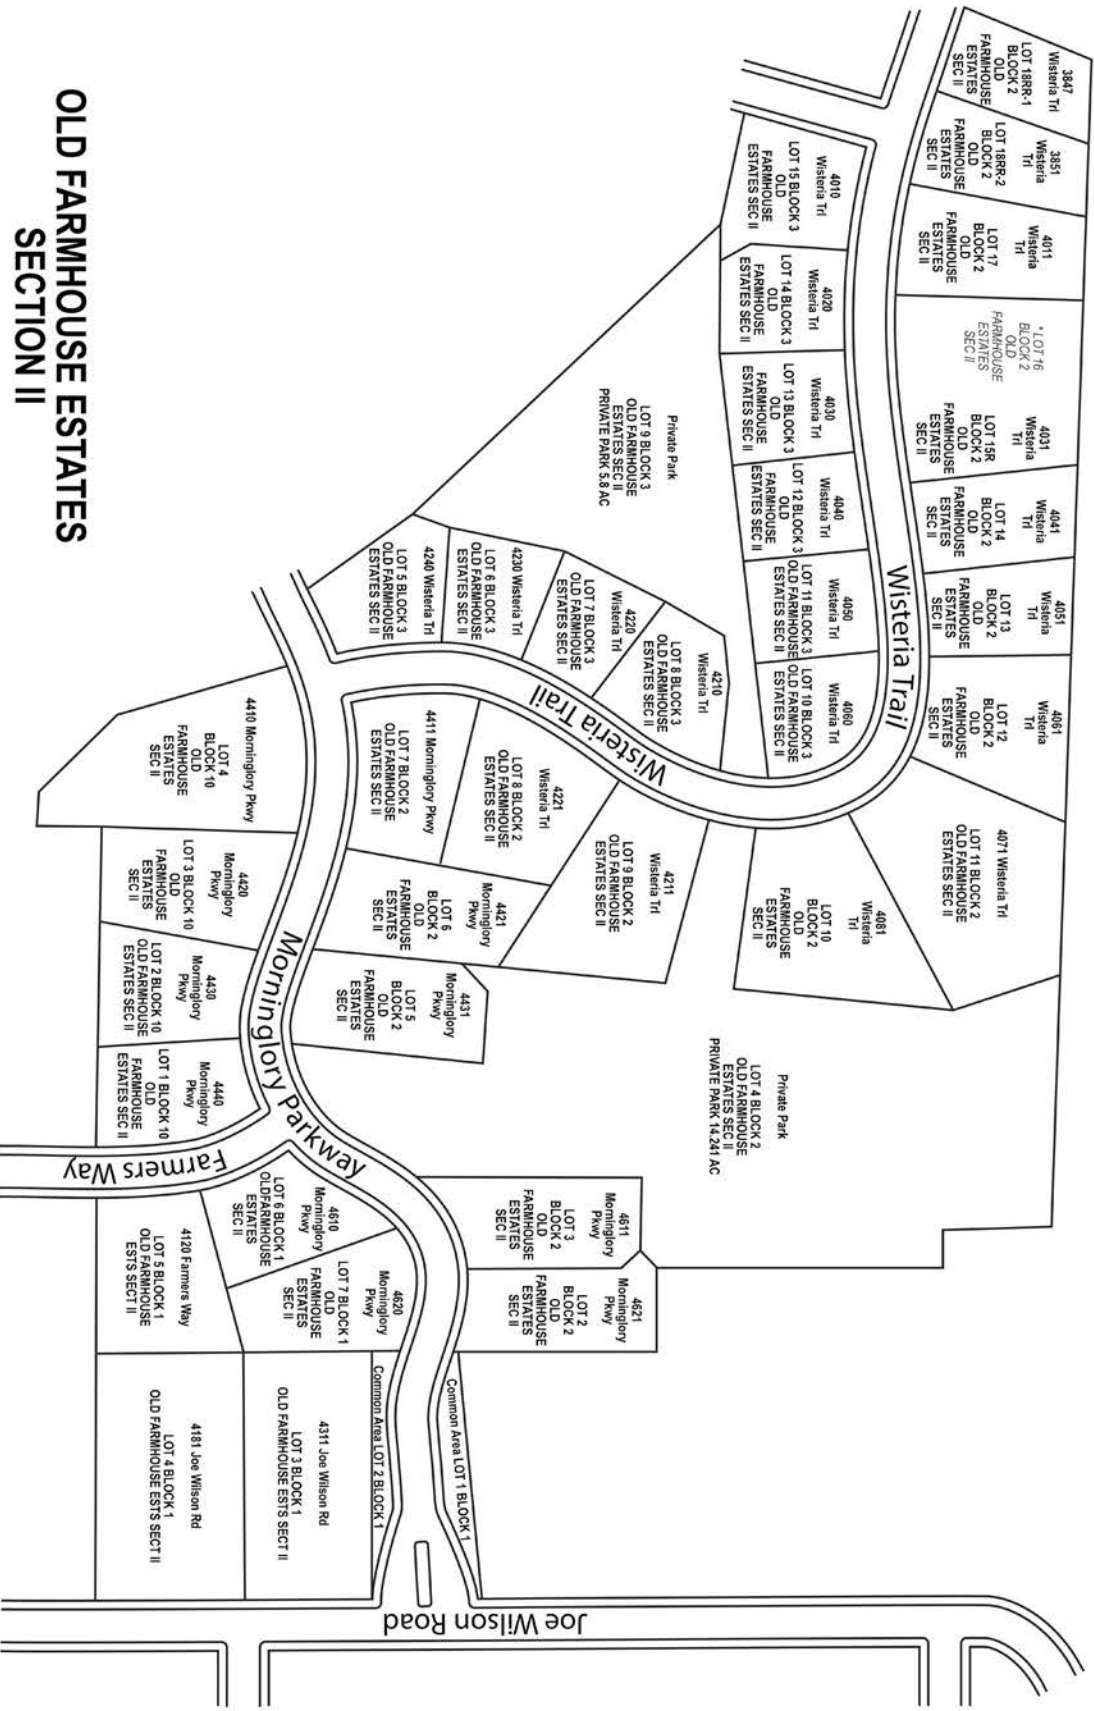 3847
Wisteria Trl
LOT 18RR-1
BLOCK 2
OLD
FARMHOUSE
ESTATES
SEC II
3851
Wisteria
Trl
LOT 18RR-2
BLOCK 2
OLD
FARMHOUSE
ESTATES
SEC II
4011
Wisteria
Trl
LOT 17
BLOCK 2
OLD
FARMHOUSE
ESTATES
SEC II
* LOT 16
BLOCK 2
OLD
FARMHOUSE
ESTATES
SEC II
4031
Wisteria
Trl
LOT 15R
BLOCK 2
OLD
FARMHOUSE
ESTATES
SEC II
4041
Wisteria
Trl
LOT 14
BLOCK 2
OLD
FARMHOUSE
ESTATES
SEC II
4051
Wisteria
Trl
LOT 13
BLOCK 2
OLD
FARMHOUSE
ESTATES
SEC II
4061
Wisteria
Trl
LOT 12
BLOCK 2
OLD
FARMHOUSE
ESTATES
SEC II
4071 Wisteria Trl
LOT 11 BLOCK 2
OLD FARMHOUSE
ESTATES SEC II
4081
Wisteria
Trl
LOT 10
BLOCK 2
OLD
FARMHOUSE
ESTATES
SEC II
Wisteria Trail
4010
Wisteria Trl
LOT 15 BLOCK 3
OLD
FARMHOUSE
ESTATES SEC II
4020
Wisteria Trl
LOT 14 BLOCK 3
OLD
FARMHOUSE
ESTATES SEC II
4030
Wisteria Trl
LOT 13 BLOCK 3
OLD
FARMHOUSE
ESTATES SEC II
4040
Wisteria Trl
LOT 12 BLOCK 3
OLD
FARMHOUSE
ESTATES SEC II
4050
Wisteria Trl
LOT 11 BLOCK 3
OLD FARMHOUSE
ESTATES SEC II
4060
Wisteria Trl
LOT 10 BLOCK 3
OLD FARMHOUSE
ESTATES SEC II
Private Park
LOT 9 BLOCK 3
OLD FARMHOUSE
ESTATES SEC II
PRIVATE PARK 5.8 AC
4210
Wisteria Trl
LOT 8 BLOCK 3
OLD FARMHOUSE
ESTATES SEC II
4220
Wisteria Trl
LOT 7 BLOCK 3
OLD FARMHOUSE
ESTATES SEC II
4230 Wisteria Trl
LOT 6 BLOCK 3
OLD FARMHOUSE
ESTATES SEC II
4240 Wisteria Trl
LOT 5 BLOCK 3
OLD FARMHOUSE
ESTATES SEC II
Wisteria Trail
4211
Wisteria Trl
LOT 9 BLOCK 2
OLD FARMHOUSE
ESTATES SEC II
4221
Wisteria Trl
LOT 8 BLOCK 2
OLD FARMHOUSE
ESTATES SEC II
4411 Morninglory Pkwy
LOT 7 BLOCK 2
OLD FARMHOUSE
ESTATES SEC II
4421
Morninglory
Pkwy
LOT 6
BLOCK 2
OLD
FARMHOUSE
ESTATES
SEC II
4431
Morninglory
Pkwy
LOT 5
BLOCK 2
OLD
FARMHOUSE
ESTATES
SEC II
Private Park
LOT 4 BLOCK 2
OLD FARMHOUSE
ESTATES SEC II
PRIVATE PARK 14.241 AC
4611
Morninglory
Pkwy
LOT 3
BLOCK 2
OLD
FARMHOUSE
ESTATES
SEC II
4621
Morninglory
Pkwy
LOT 2
BLOCK 2
OLD
FARMHOUSE
ESTATES
SEC II
Common Area LOT 1 BLOCK 1
Joe Wilson Road
Morninglory Parkway
4410 Morninglory Pkwy
LOT 4
BLOCK 10
OLD
FARMHOUSE
ESTATES
SEC II
4420
Morninglory
Pkwy
LOT 3 BLOCK 10
OLD
FARMHOUSE
ESTATES
SEC II
4430
Morninglory
Pkwy
LOT 2 BLOCK 10
OLD FARMHOUSE
ESTATES SEC II
4440
Morninglory
Pkwy
LOT 1 BLOCK 10
OLD
FARMHOUSE
ESTATES SEC II
Farmers Way
4610
Morninglory
Pkwy
LOT 6 BLOCK 1
OLDFARMHOUSE
ESTATES
SEC II
4620
Morninglory
Pkwy
LOT 7 BLOCK 1
OLD
FARMHOUSE
ESTATES
SEC II
Common Area LOT 2 BLOCK 1
4120 Farmers Way
LOT 5 BLOCK 1
OLD FARMHOUSE
ESTS SECT II
4311 Joe Wilson Rd
LOT 3 BLOCK 1
OLD FARMHOUSE ESTS SECT II
4181 Joe Wilson Rd
LOT 4 BLOCK 1
OLD FARMHOUSE ESTS SECT II
OLD FARMHOUSE ESTATES
SECTION II